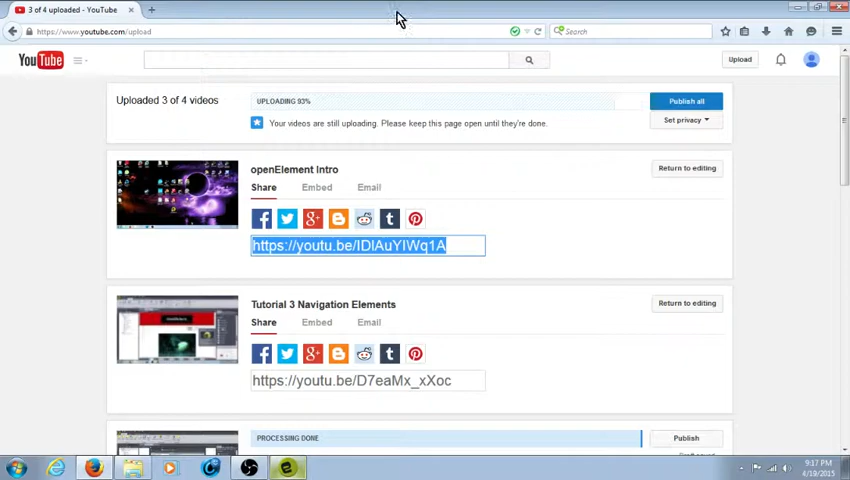 3 of 4 uploaded - YouTube
https://www.youtube.com/upload
Search
YouTube
Upload
Uploaded 3 of 4 videos
UPLOADING 93%
Publish all
Your videos are still uploading. Please keep this page open until they're done.
Set privacy
openElement Intro
Return to editing
Share Embed Email
https://youtu.be/IDlAuYIWq1A
Tutorial 3 Navigation Elements
Return to editing
Share Embed Email
https://youtu.be/D7eaMx_xXoc
PROCESSING DONE
Publish
9:17 PM
4/19/2015